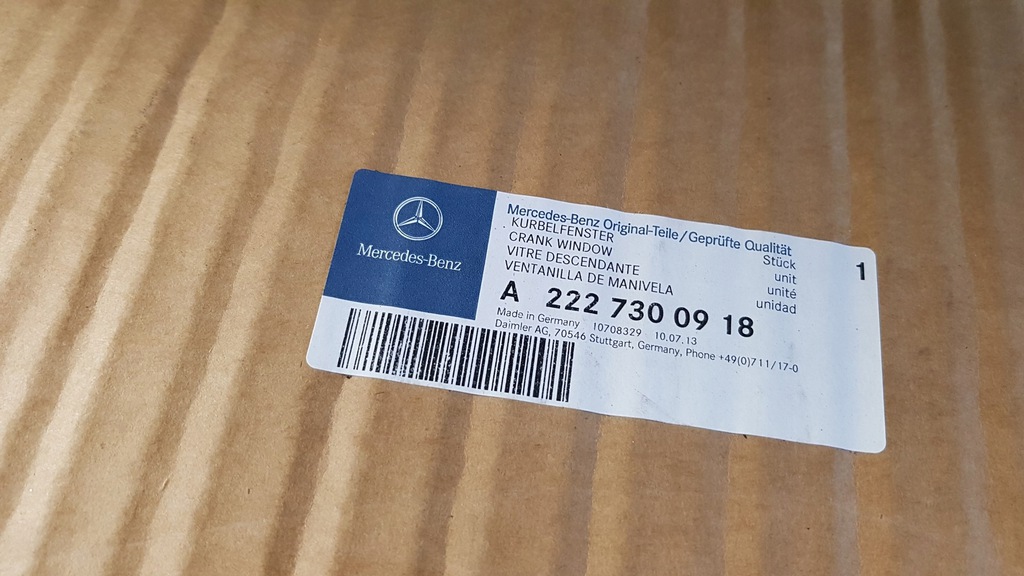 Mercedes-Benz
Mercedes-Benz Original-Teile/Geprüfte Qualität
KURBELFENSTER
CRANK WINDOW
VITRE DESCENDANTE
VENTANILLA DE MANIVELA
Stück
unit
unité
unidad
1
A 222 730 09 18
Made in Germany 10708329 10.07.13
Daimler AG, 70546 Stuttgart, Germany, Phone +49(0)711/17-0